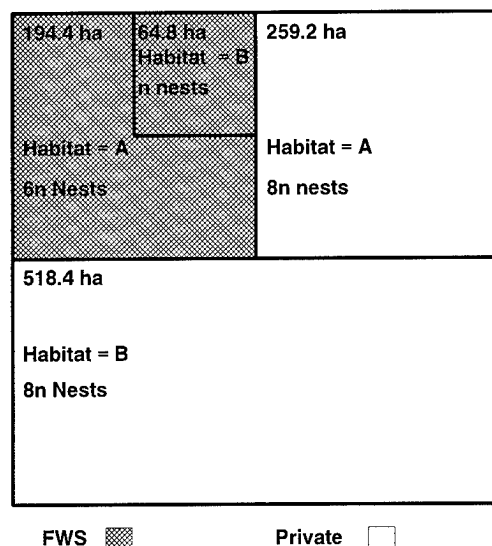 194.4 ha
Habitat = A
6n Nests
64.8 ha
Habitat = B
n nests
259.2 ha
Habitat = A
8n nests
518.4 ha
Habitat = B
8n Nests
FWS
Private